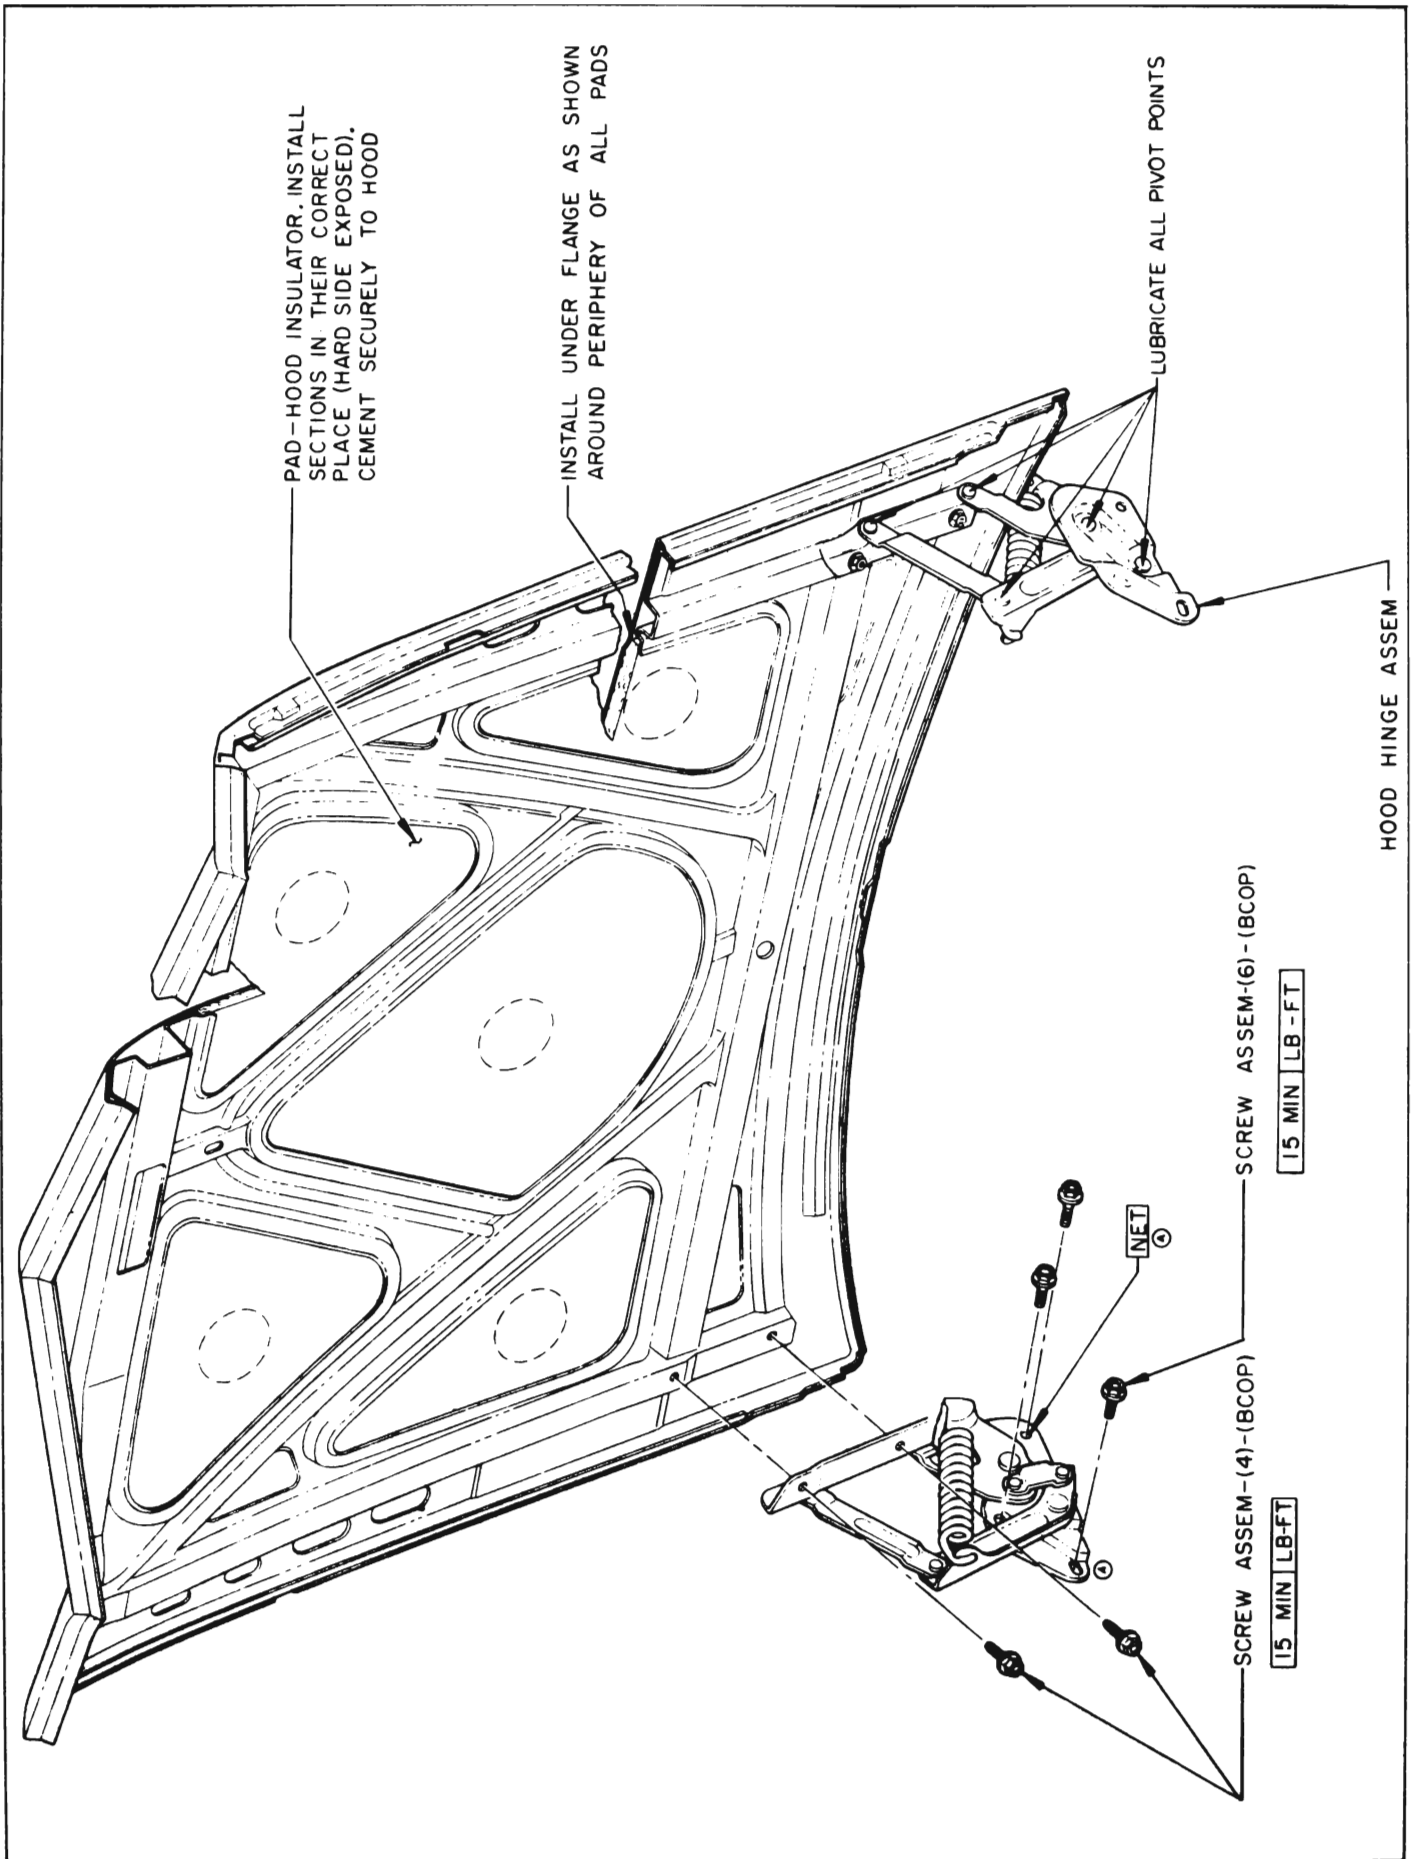 PAD-HOOD INSULATOR. INSTALL
SECTIONS IN THEIR CORRECT
PLACE (HARD SIDE EXPOSED).
CEMENT SECURELY TO HOOD
INSTALL UNDER FLANGE AS SHOWN
AROUND PERIPHERY OF ALL PADS
LUBRICATE ALL PIVOT POINTS
HOOD HINGE ASSEM
SCREW ASSEM-(6)-(BCOP)
15 MIN LB-FT
NET
A
A
SCREW ASSEM-(4)-(BCOP)
15 MIN LB-FT